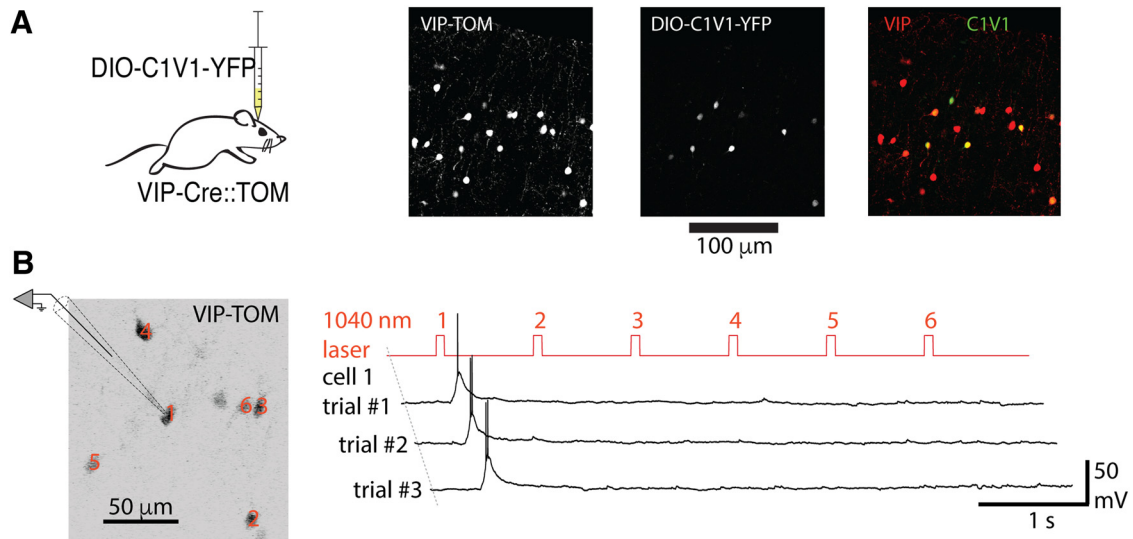 A
DIO-C1V1-YFP
VIP-Cre::TOM
VIP-TOM
DIO-C1V1-YFP
VIP C1V1
100 μm
B
VIP-TOM
4
1
6 3
5
2
50 μm
1040 nm
laser
1 2 3 4 5 6
cell 1
trial #1
trial #2
trial #3
50
mV
1 s